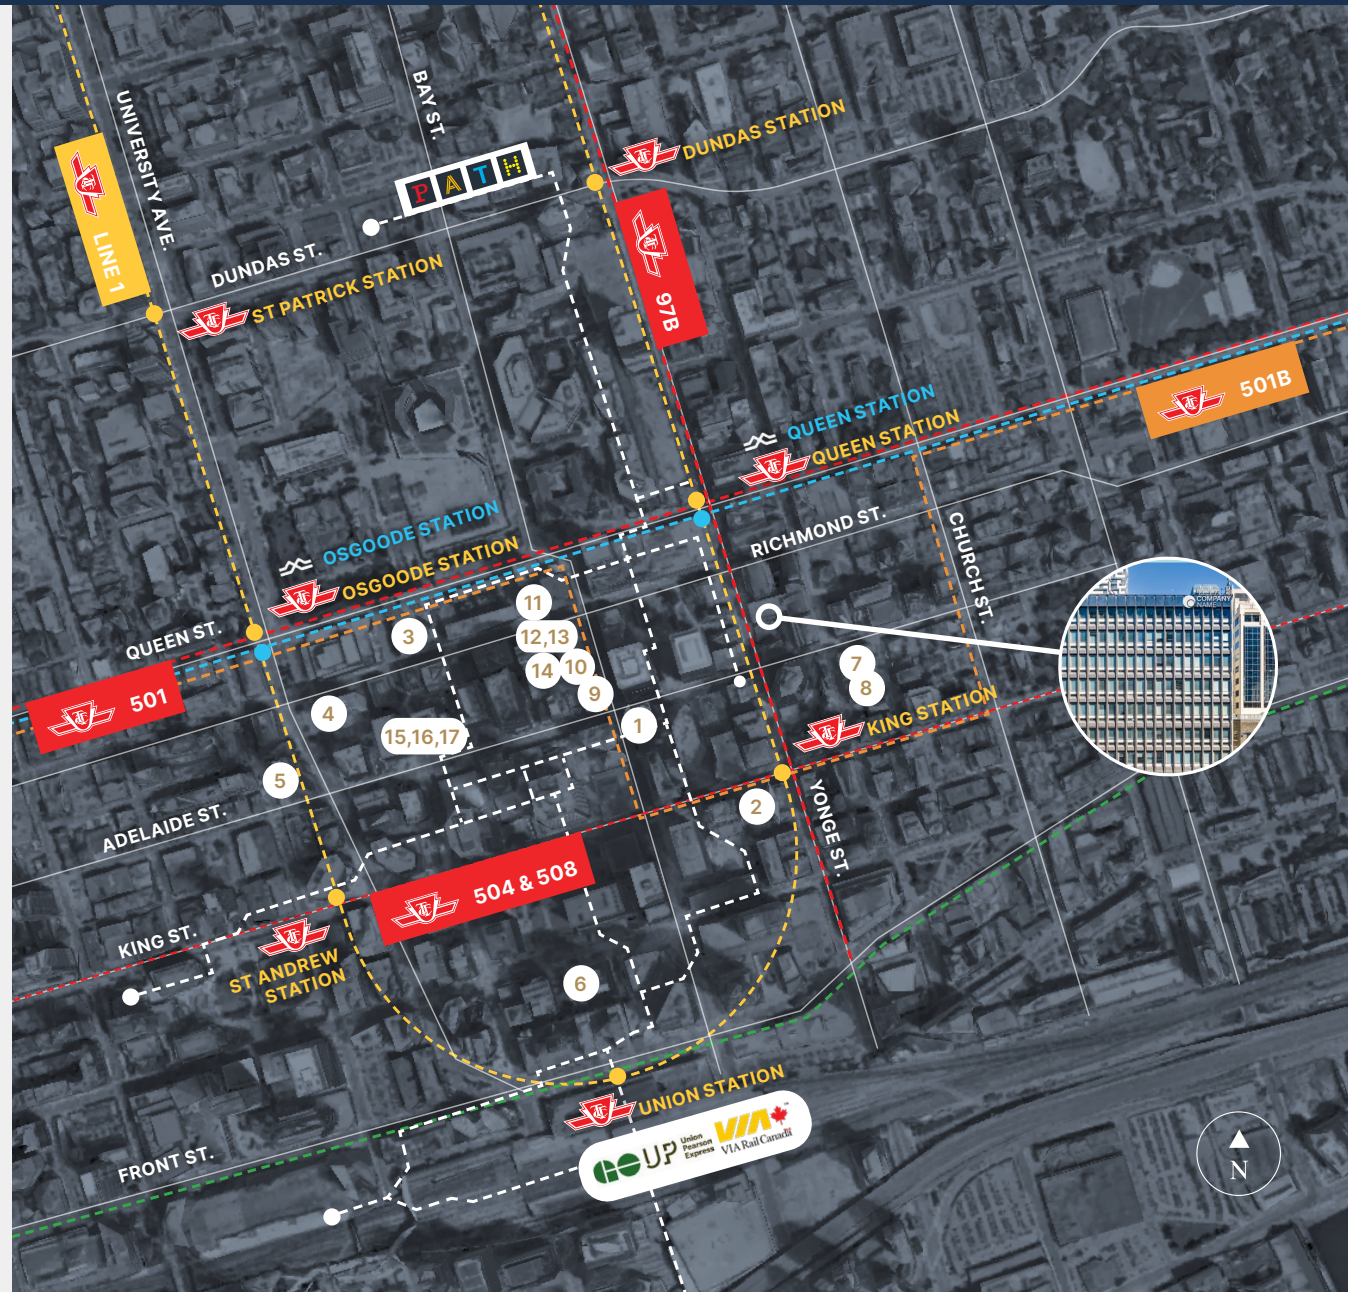 UNIVERSITY AVE.
BAY ST.
DUNDAS STATION
PATH
LINE 1
DUNDAS ST.
ST PATRICK STATION
97B
501B
QUEEN STATION
QUEEN STATION
OSGOODE STATION
OSGOODE STATION
RICHMOND ST.
CHURCH ST.
QUEEN ST.
11
3
12,13
14
10
9
7
8
501
4
15,16,17
1
KING STATION
5
2
YONGE ST.
ADELAIDE ST.
504 & 508
KING ST.
ST ANDREW
STATION
6
UNION STATION
GO
UP
Union
Pearson
Express
VIA
VIA Rail Canada
FRONT ST.
N
COMPANY
NAME